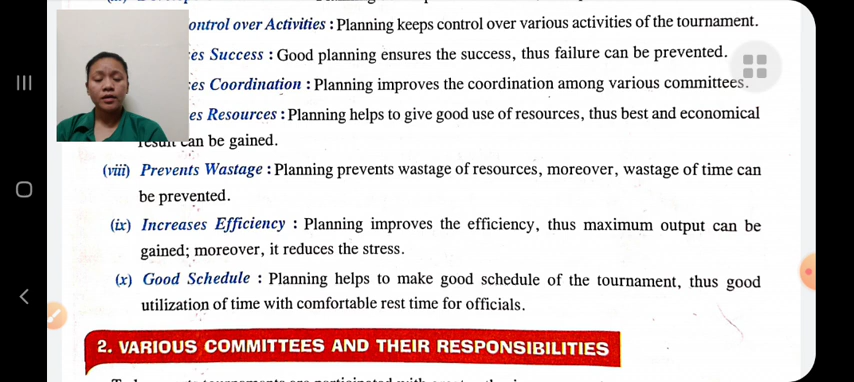 ontrol over Activities : Planning keeps control over various activities of the tournament.
es Success : Good planning ensures the success, thus failure can be prevented.
es Coordination : Planning improves the coordination among various committees.
es Resources : Planning helps to give good use of resources, thus best and economical
result can be gained.
(viii) Prevents Wastage : Planning prevents wastage of resources, moreover, wastage of time can
be prevented.
(ix) Increases Efficiency : Planning improves the efficiency, thus maximum output can be
gained; moreover, it reduces the stress.
(x) Good Schedule : Planning helps to make good schedule of the tournament, thus good
utilization of time with comfortable rest time for officials.
2. VARIOUS COMMITTEES AND THEIR RESPONSIBILITIES